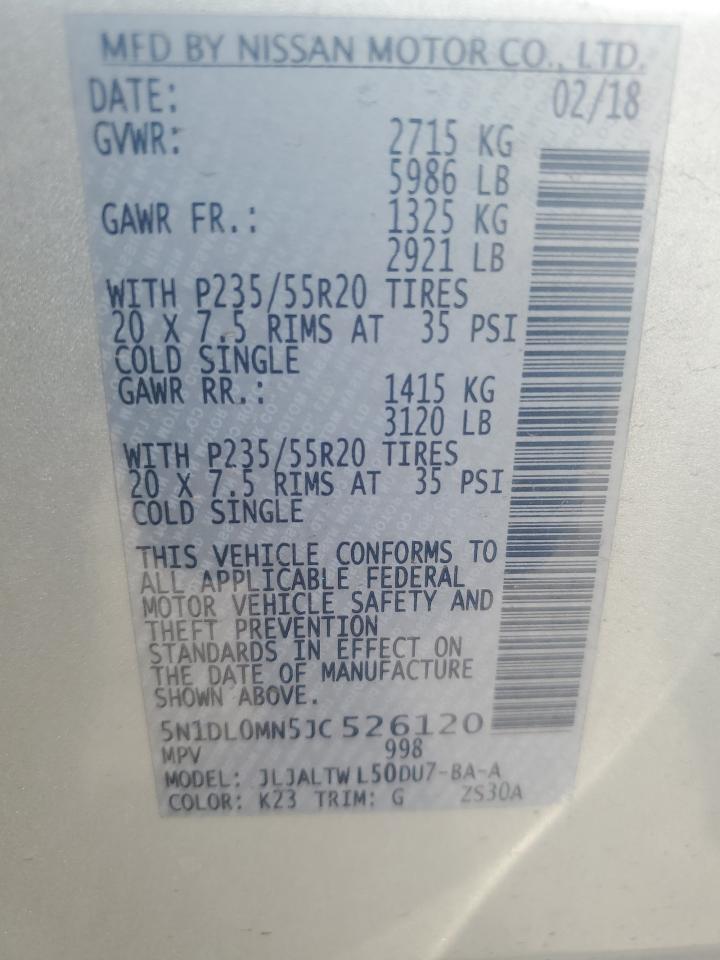 MFD BY NISSAN MOTOR CO., LTD.
DATE: 02/18
GVWR: 2715 KG
5986 LB
GAWR FR.: 1325 KG
2921 LB
WITH P235/55R20 TIRES
20 X 7.5 RIMS AT 35 PSI
COLD SINGLE
GAWR RR.: 1415 KG
3120 LB
WITH P235/55R20 TIRES
20 X 7.5 RIMS AT 35 PSI
COLD SINGLE
THIS VEHICLE CONFORMS TO
ALL APPLICABLE FEDERAL
MOTOR VEHICLE SAFETY AND
THEFT PREVENTION
STANDARDS IN EFFECT ON
THE DATE OF MANUFACTURE
SHOWN ABOVE.
5N1DL0MN5JC526120
MPV 998
MODEL: JLJALTWL50DU7-BA-A
COLOR: K23 TRIM: G ZS30A